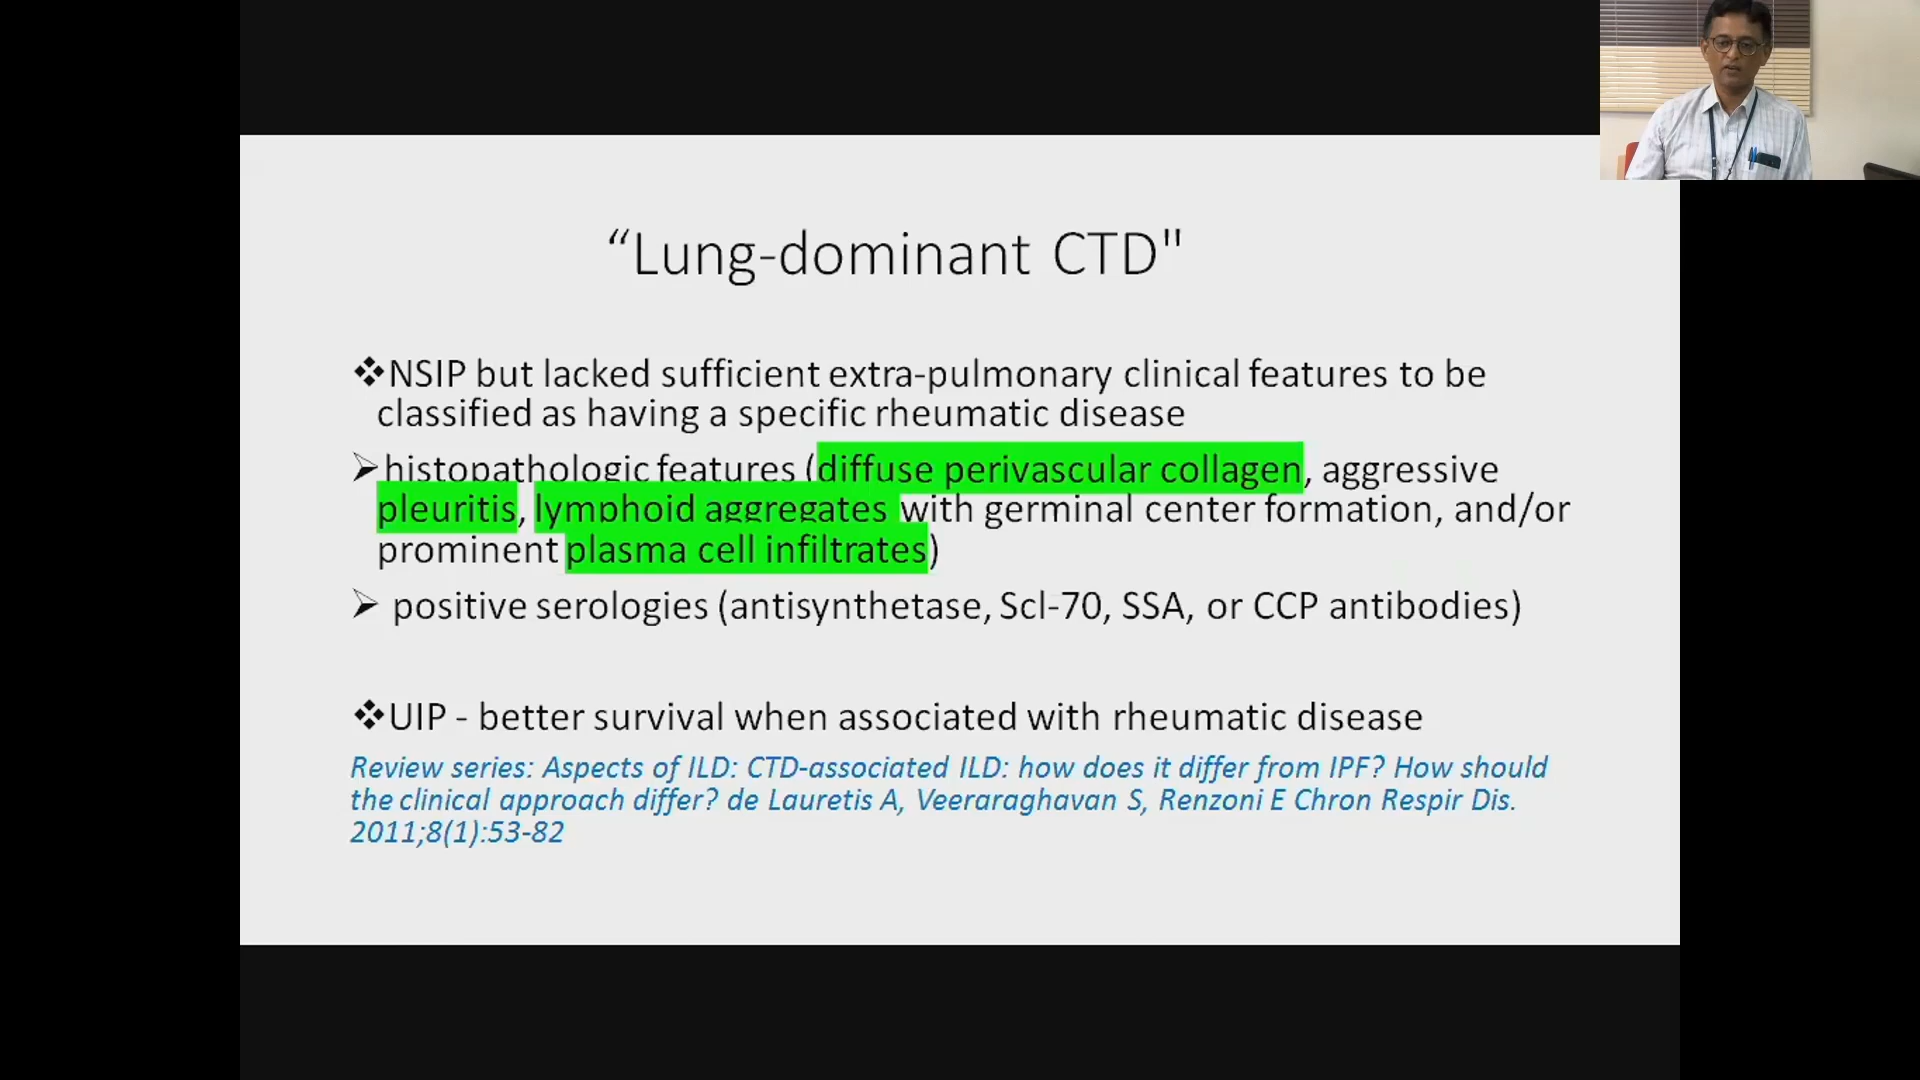 “Lung-dominant CTD"
❖NSIP but lacked sufficient extra-pulmonary clinical features to be
classified as having a specific rheumatic disease
➢histopathologic features (diffuse perivascular collagen, aggressive
pleuritis, lymphoid aggregates with germinal center formation, and/or
prominent plasma cell infiltrates)
➢ positive serologies (antisynthetase, Scl-70, SSA, or CCP antibodies)
❖UIP - better survival when associated with rheumatic disease
Review series: Aspects of ILD: CTD-associated ILD: how does it differ from IPF? How should
the clinical approach differ? de Lauretis A, Veeraraghavan S, Renzoni E Chron Respir Dis.
2011;8(1):53-82